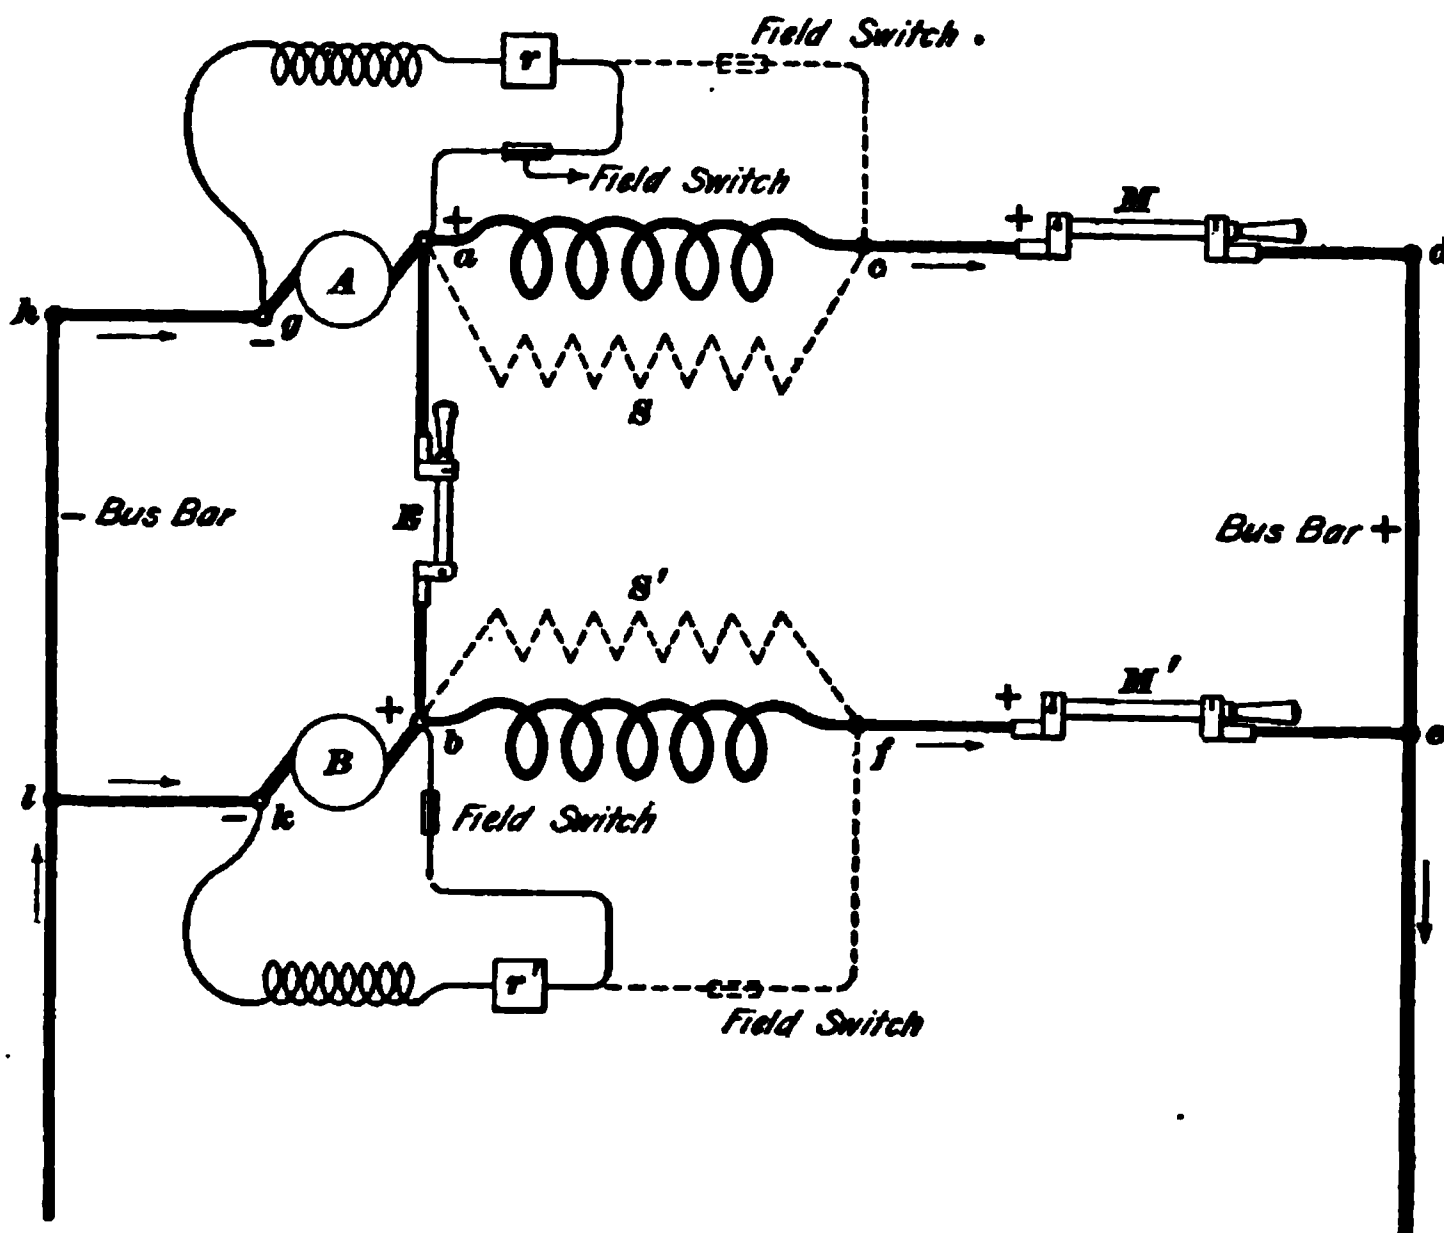 Field Switch.
r
Field Switch
+
a
A
c
+
M
d
h
- g
S
- Bus Bar
E
Bus Bar +
S'
+
b
B
f
+
M'
e
l
- k
Field Switch
r'
Field Switch